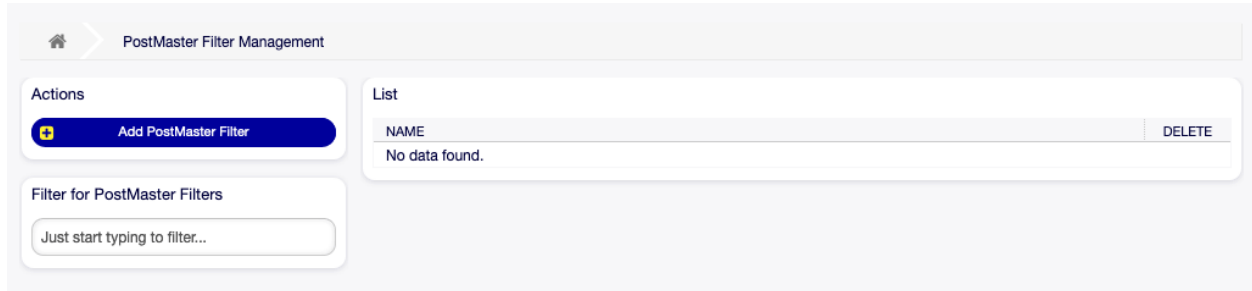 PostMaster Filter Management
Actions
Add PostMaster Filter
Filter for PostMaster Filters
Just start typing to filter...
List
NAME DELETE
No data found.